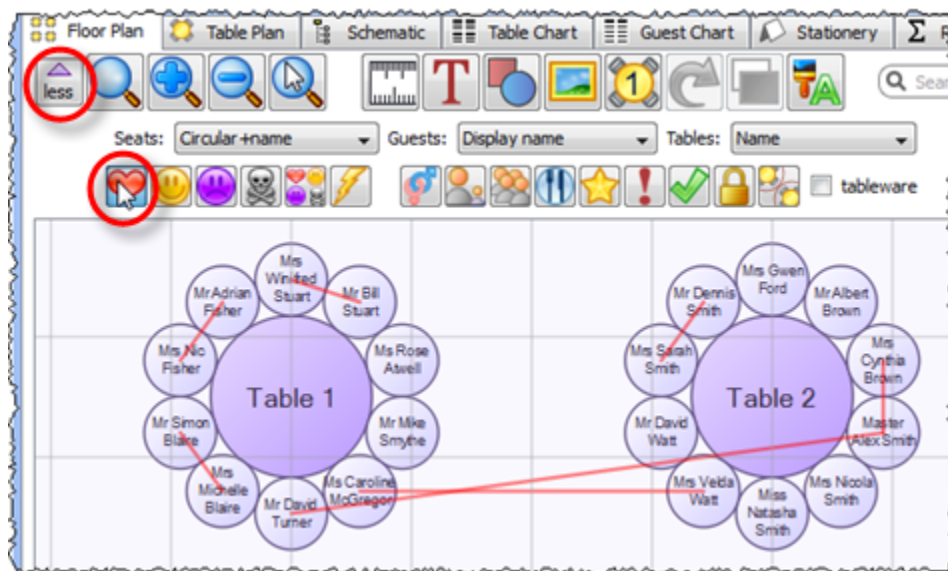 Floor Plan Table Plan Schematic Table Chart Guest Chart Stationery Σ R
less T 1 A Sear
Seats: Circular +name Guests: Display name Tables: Name
tableware
Mrs
Winifred
Stuart
Mr Adrian
Fisher
Mr Bill
Stuart
Mrs Nic
Fisher
Ms Rose
Atwell
Table 1
Mr Simon
Blaire
Mr Mike
Smythe
Mrs
Michelle
Blaire
Mr David
Turner
Ms Caroline
McGregor
Mrs Gwen
Ford
Mr Dennis
Smith
Mr Albert
Brown
Mrs Sarah
Smith
Mrs
Cynthia
Brown
Table 2
Mr David
Watt
Master
Alex Smith
Mrs Velda
Watt
Miss
Natasha
Smith
Mrs Nicola
Smith